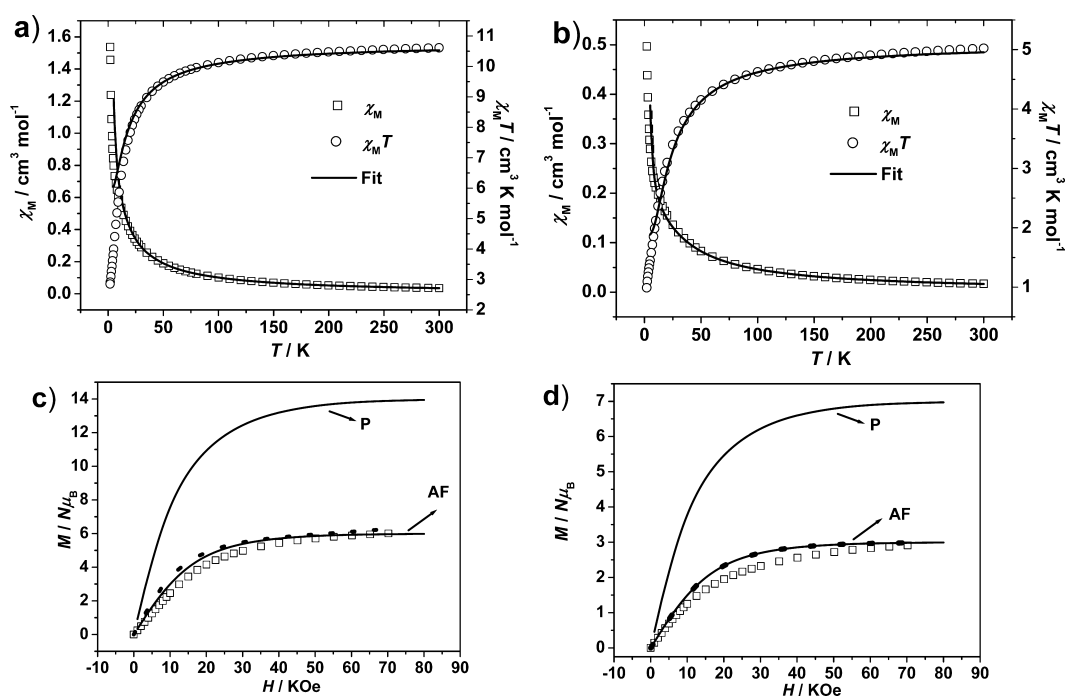 a)
1.6
1.4
1.2
1.0
0.8
0.6
0.4
0.2
0.0
χM / cm3 mol-1
11
10
9
8
7
6
5
4
3
2
χMT / cm3 K mol-1
χM
χMT
Fit
0 50 100 150 200 250 300
T / K
b)
0.5
0.4
0.3
0.2
0.1
0.0
χM / cm3 mol-1
5
4
3
2
1
χMT / cm3 K mol-1
χM
χMT
Fit
0 50 100 150 200 250 300
T / K
c)
14
12
10
8
6
4
2
0
M / NμB
P
AF
-10 0 10 20 30 40 50 60 70 80 90
H / KOe
d)
7
6
5
4
3
2
1
0
M / NμB
P
AF
-10 0 10 20 30 40 50 60 70 80 90
H / KOe